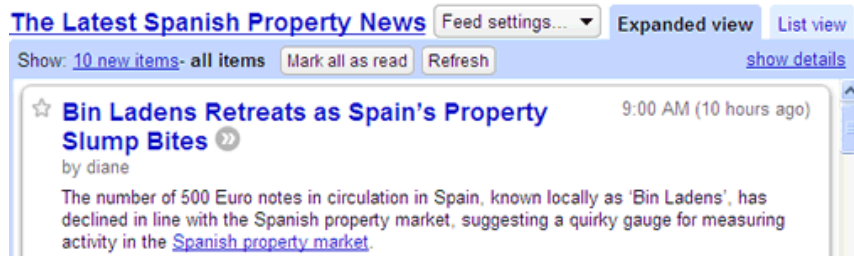 The Latest Spanish Property News Feed settings... Expanded view List view
Show: 10 new items- all items Mark all as read Refresh show details
Bin Ladens Retreats as Spain's Property 9:00 AM (10 hours ago)
Slump Bites
by diane
The number of 500 Euro notes in circulation in Spain, known locally as 'Bin Ladens', has
declined in line with the Spanish property market, suggesting a quirky gauge for measuring
activity in the Spanish property market.